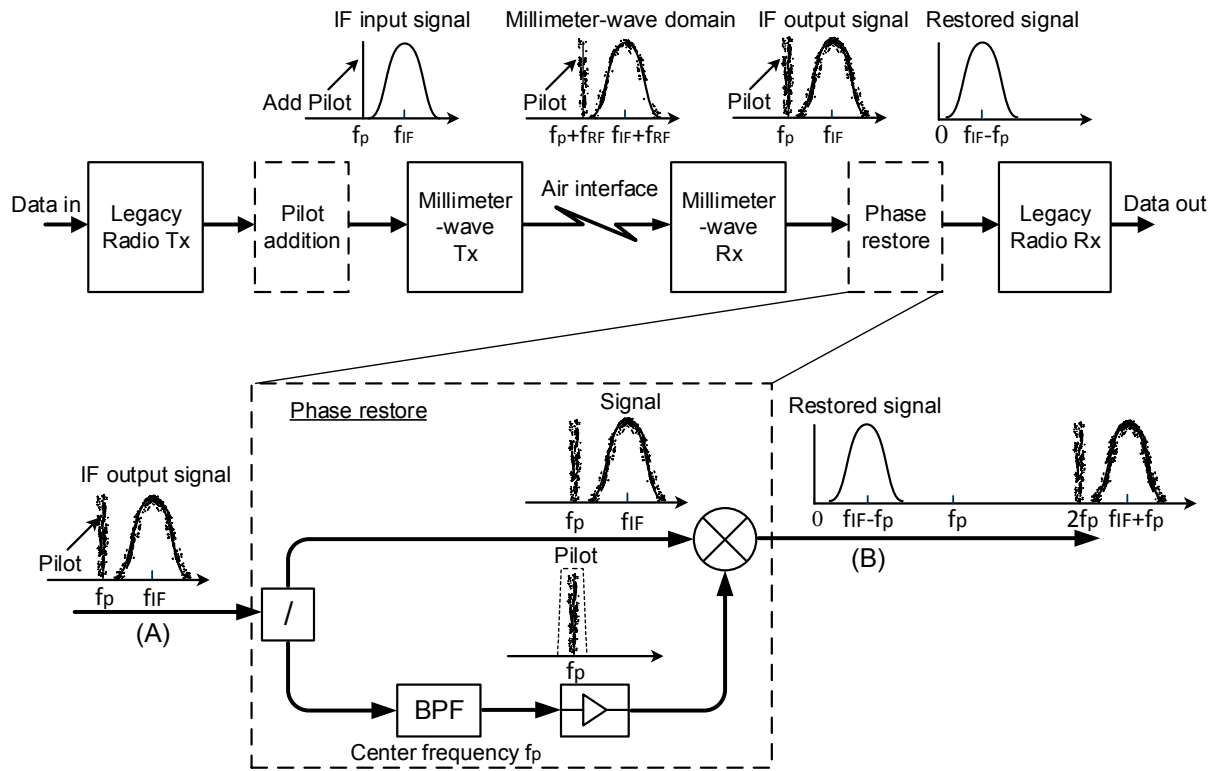 IF input signal
Millimeter-wave domain
IF output signal
Restored signal
Add Pilot
Pilot
Pilot
fp
fIF
fp+fRF
fIF+fRF
fp
fIF
0
fIF-fp
Data in
Legacy
Radio Tx
Pilot
addition
Millimeter
-wave
Tx
Air interface
Millimeter
-wave
Rx
Phase
restore
Legacy
Radio Rx
Data out
Phase restore
Signal
fp
fIF
Restored signal
0
fIF-fp
fp
2fp
fIF+fp
(B)
IF output signal
Pilot
fp
fIF
(A)
/
Pilot
fp
BPF
Center frequency fp